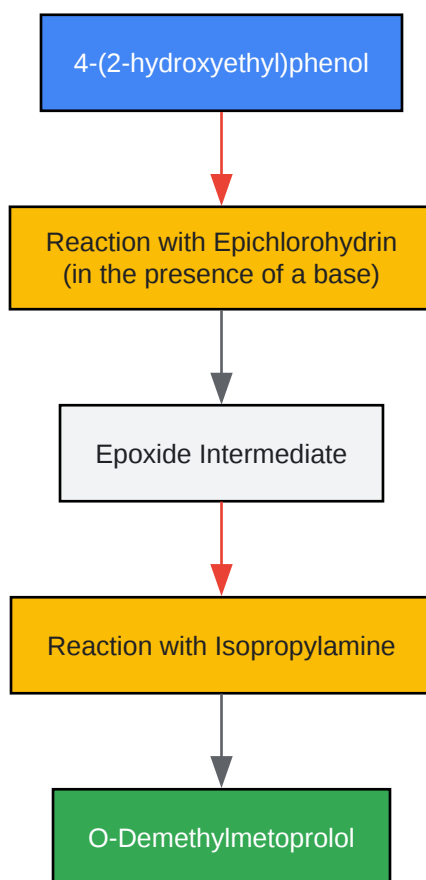 4-(2-hydroxyethyl)phenol
Reaction with Epichlorohydrin
(in the presence of a base)
Epoxide Intermediate
Reaction with Isopropylamine
O-Demethylmetoprolol